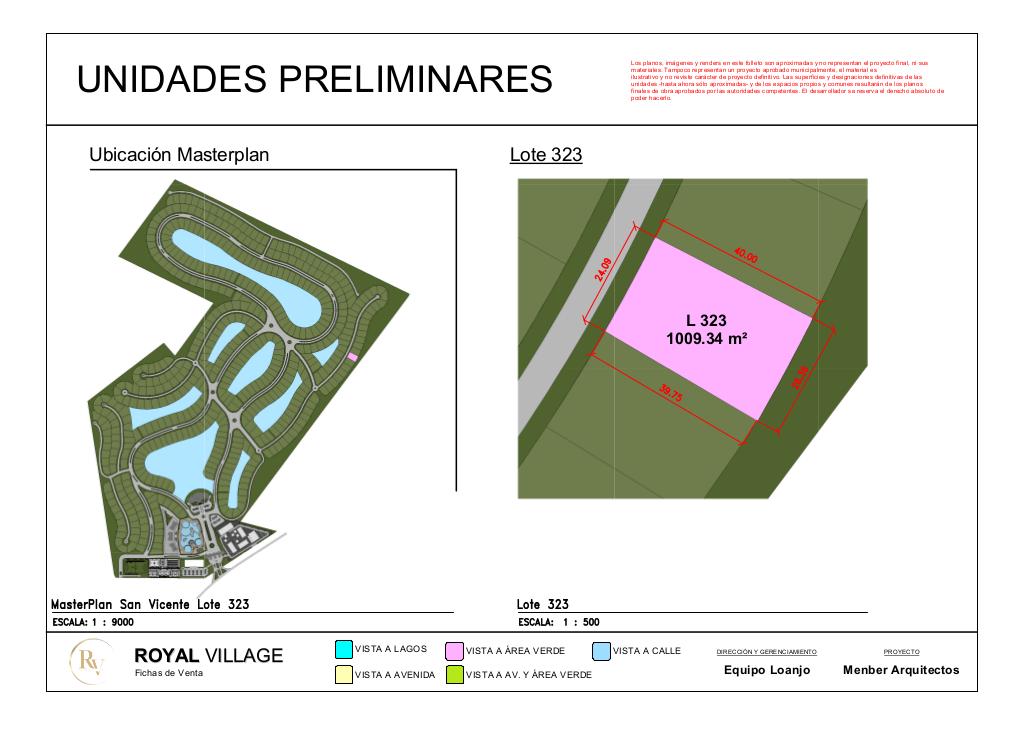 UNIDADES PRELIMINARES
Los planos, imágenes y renders en este folleto son aproximadas y no representan el proyecto final, ni sus
materiales. Tampoco representan un proyecto aprobado municipalmente, el material es
ilustrativo y no reviste carácter de proyecto definitivo. Las superficies y designaciones definitivas de las
unidades -hasta ahora sólo aproximadas- y de los espacios propios y comunes resultarán de los planos
finales de obra aprobados por las autoridades competentes. El desarrollador se reserva el derecho absoluto de
poder hacerlo.
Ubicación Masterplan
Lote 323
24.09
40.00
L 323
1009.34 m²
39.75
MasterPlan San Vicente Lote 323
ESCALA: 1 : 9000
Lote 323
ESCALA: 1 : 500
RV
ROYAL VILLAGE
Fichas de Venta
VISTA A LAGOS
VISTA A ÁREA VERDE
VISTA A CALLE
VISTA A AVENIDA
VISTA A AV. Y ÁREA VERDE
DIRECCIÓN Y GERENCIAMIENTO
Equipo Loanjo
PROYECTO
Menber Arquitectos